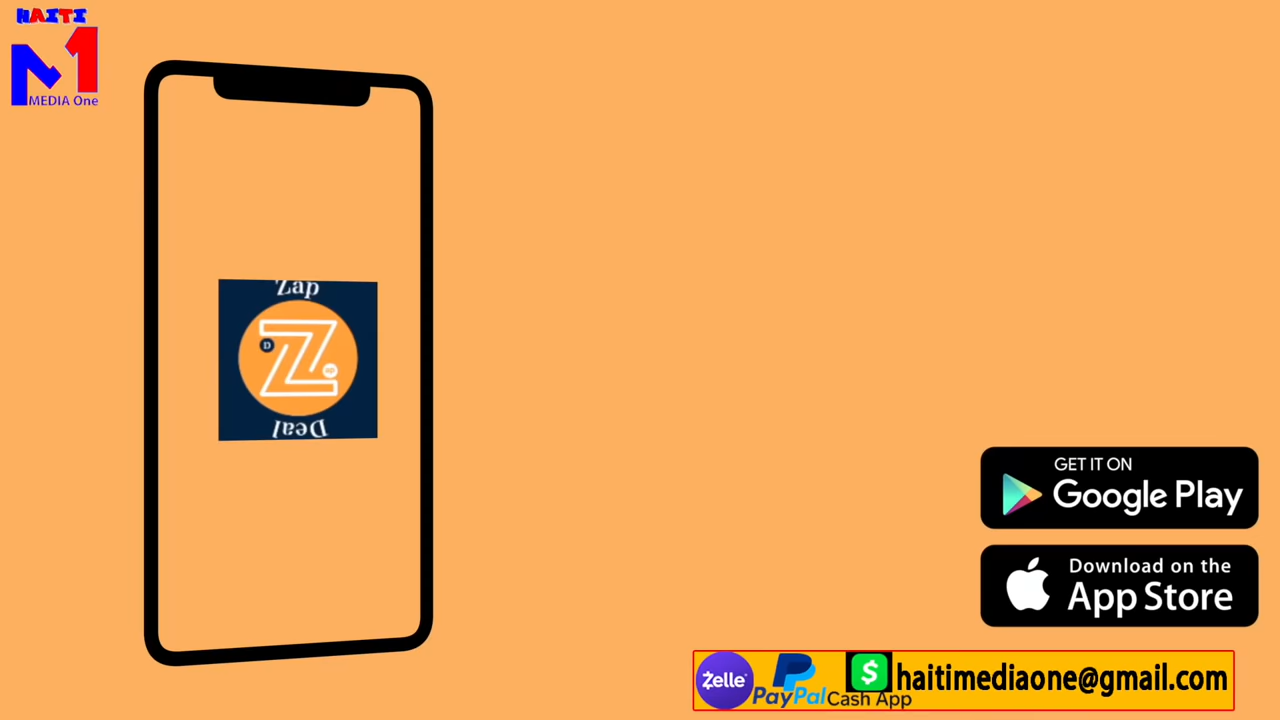 HAITI
M1
MEDIA One
Zap
Z
D
Deal
GET IT ON
Google Play
Download on the
App Store
Zelle
PayPal
Cash App
$
haitimediaone@gmail.com